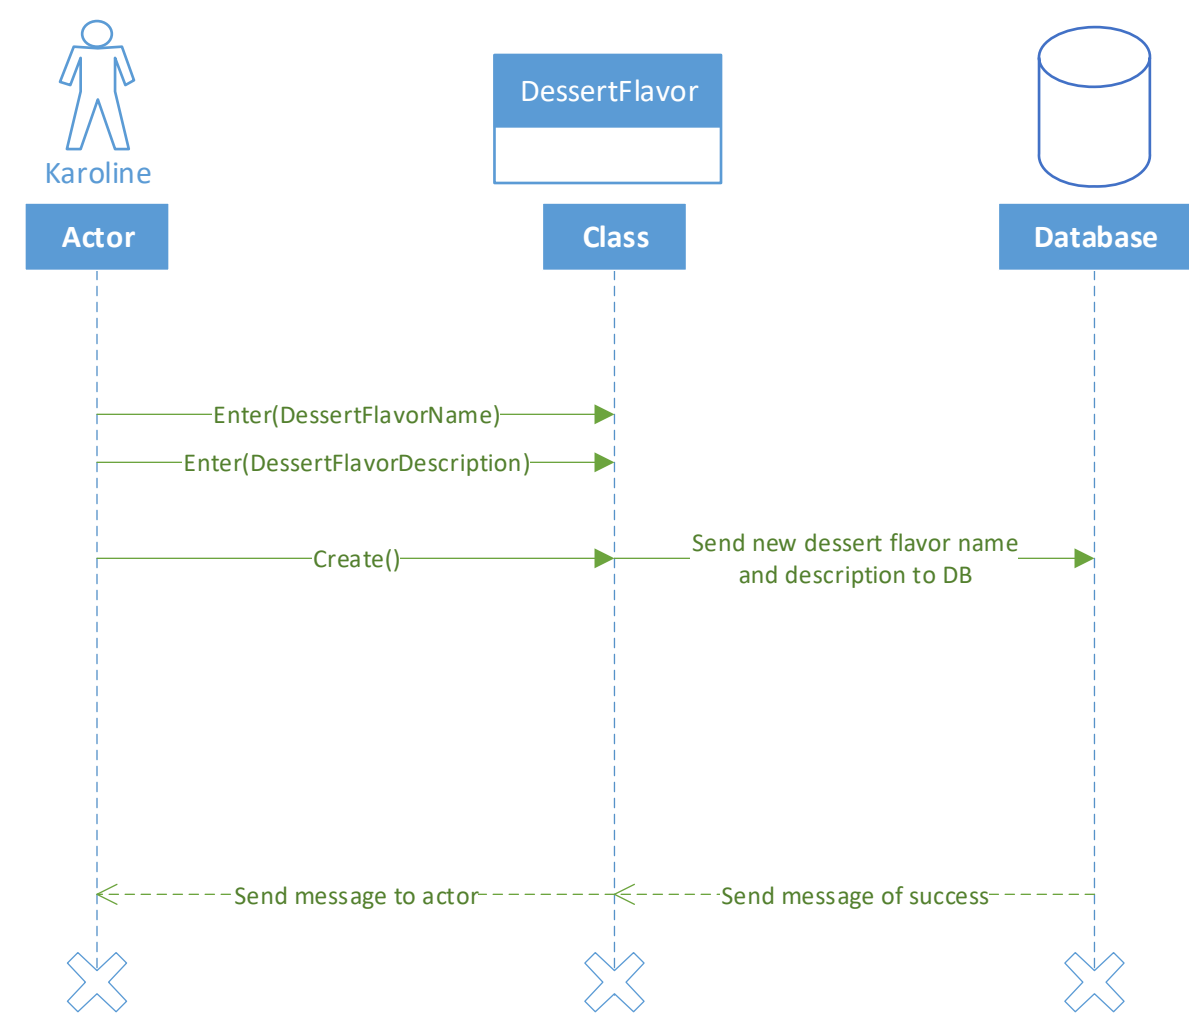 Karoline
DessertFlavor
Actor
Class
Database
Enter(DessertFlavorName)
Enter(DessertFlavorDescription)
Create()
Send new dessert flavor name
and description to DB
Send message to actor
Send message of success